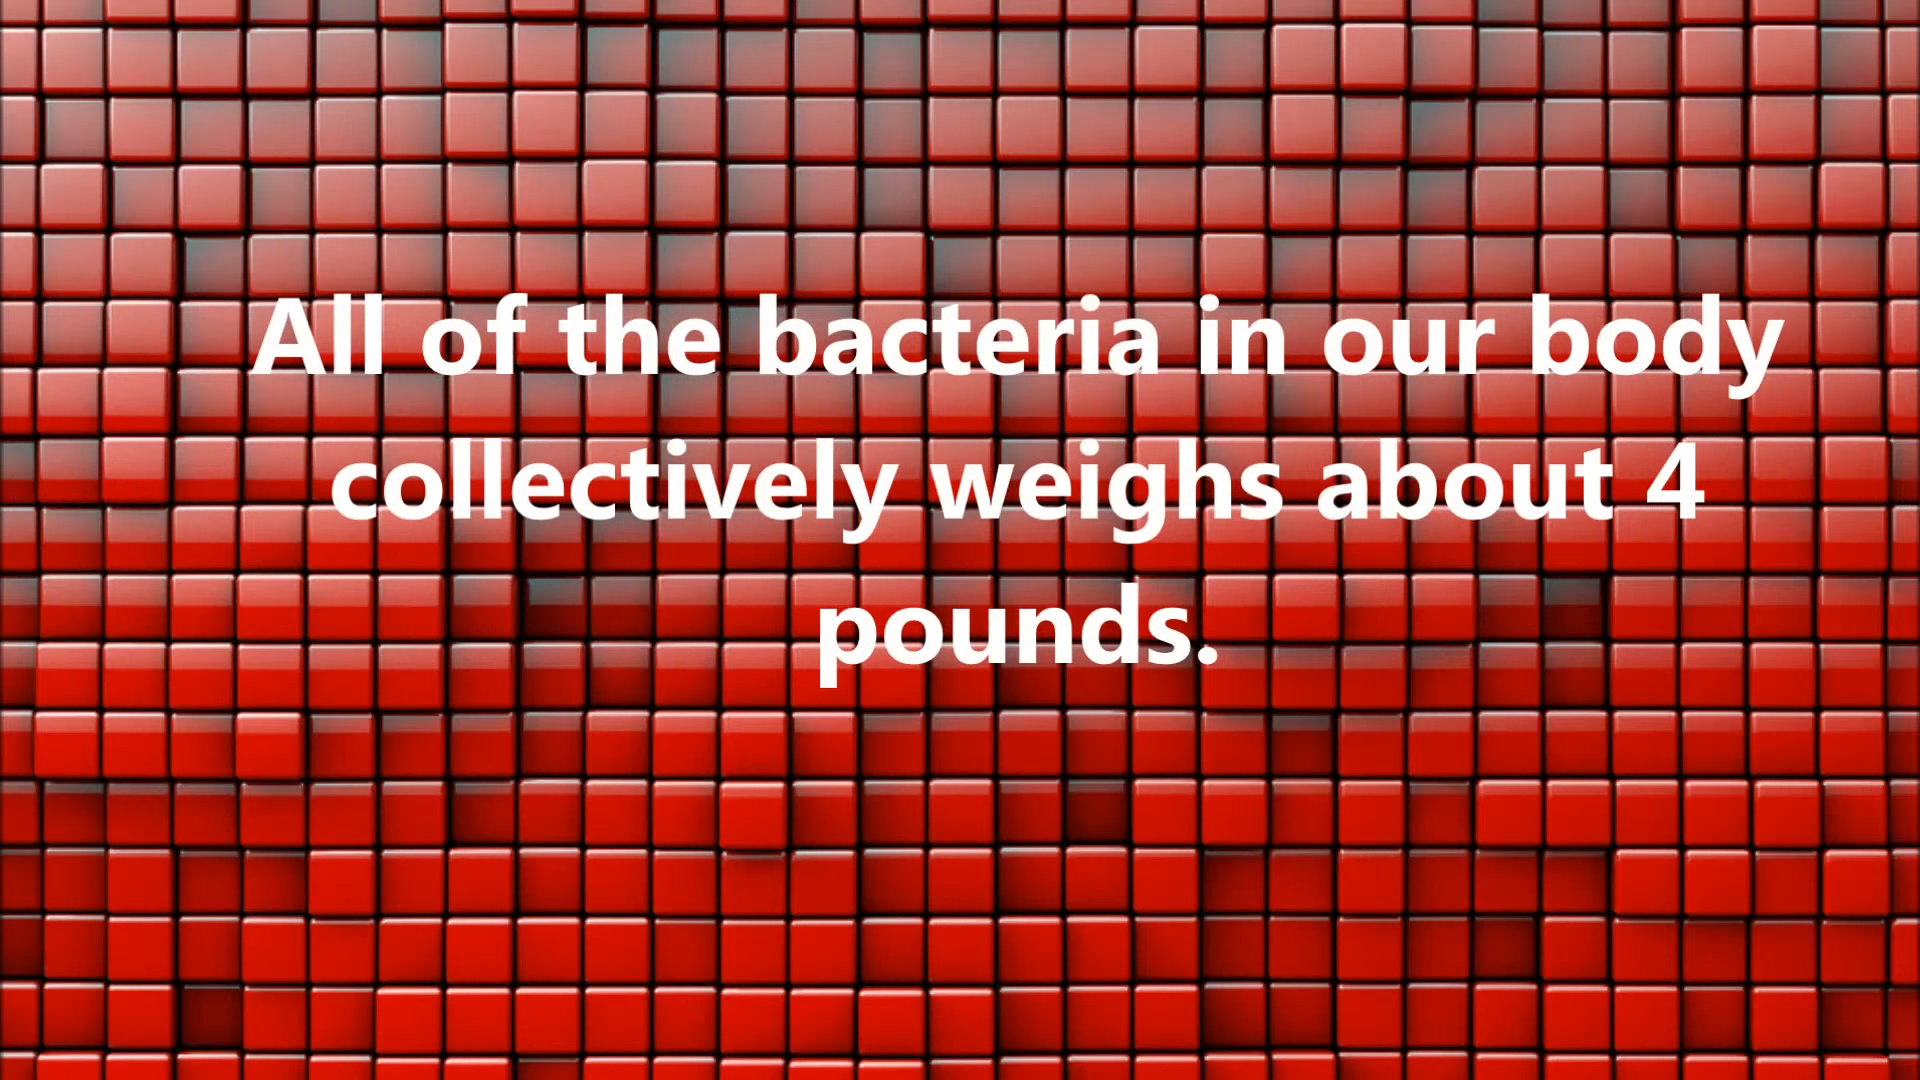 All of the bacteria in our body
collectively weighs about 4
pounds.